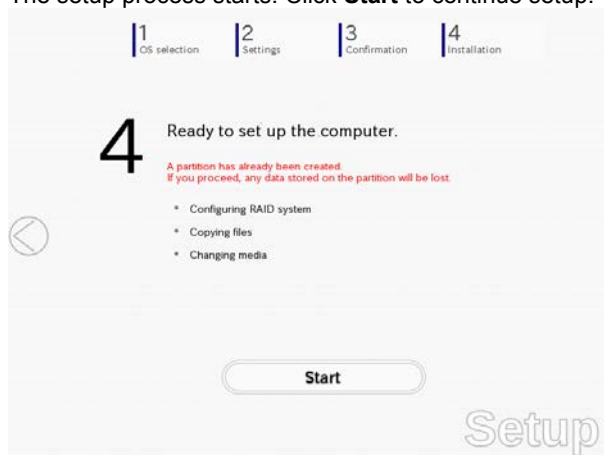 The setup process starts. Click Start to continue setup.
1
OS selection
2
Settings
3
Confirmation
4
Installation
4
Ready to set up the computer.
A partition has already been created.
If you proceed, any data stored on the partition will be lost.
* Configuring RAID system
* Copying files
* Changing media
Start
Setup